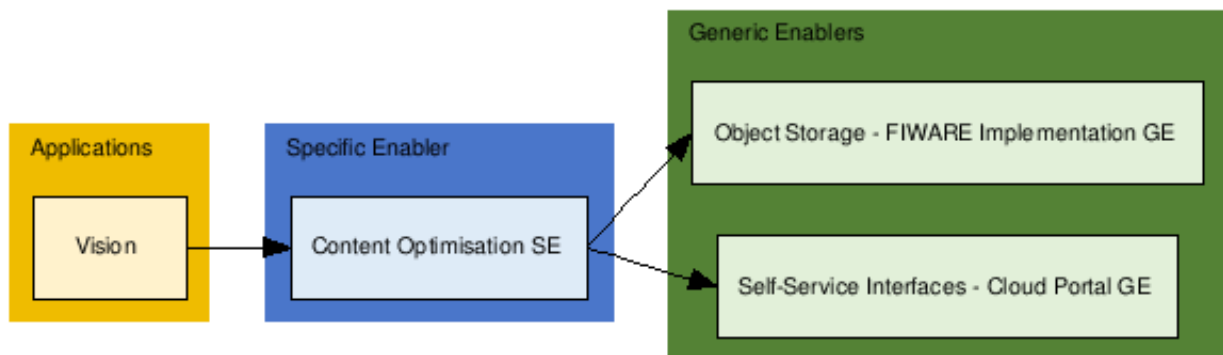 Applications
Vision
Specific Enabler
Content Optimisation SE
Generic Enablers
Object Storage - FIWARE Implementation GE
Self-Service Interfaces - Cloud Portal GE